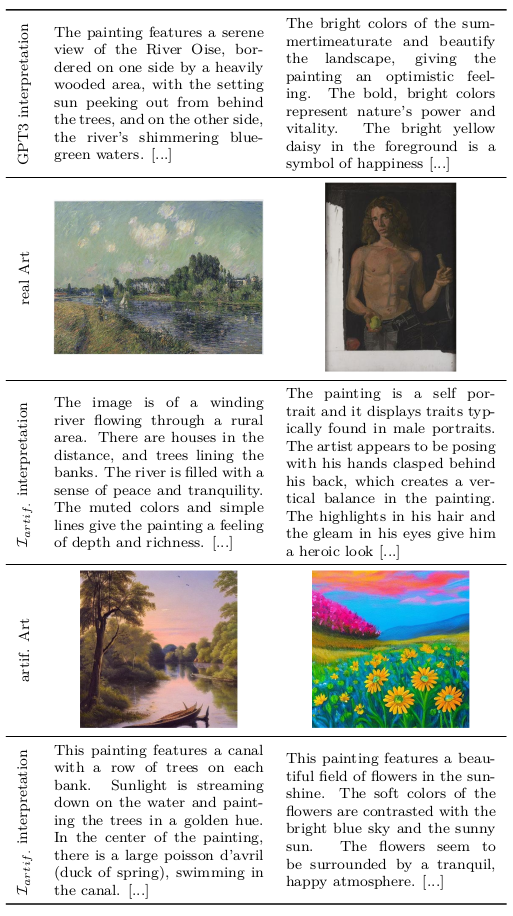 GPT3 interpretation
The painting features a serene
view of the River Oise, bor-
dered on one side by a heavily
wooded area, with the setting
sun peeking out from behind
the trees, and on the other side,
the river's shimmering blue-
green waters. [...]
The bright colors of the sum-
mertimeaturate and beautify
the landscape, giving the
painting an optimistic feel-
ing. The bold, bright colors
represent nature's power and
vitality. The bright yellow
daisy in the foreground is a
symbol of happiness [...]
real Art
I_artif. interpretation
The image is of a winding
river flowing through a rural
area. There are houses in the
distance, and trees lining the
banks. The river is filled with a
sense of peace and tranquility.
The muted colors and simple
lines give the painting a feeling
of depth and richness. [...]
The painting is a self por-
trait and it displays traits typ-
ically found in male portraits.
The artist appears to be posing
with his hands clasped behind
his back, which creates a ver-
tical balance in the painting.
The highlights in his hair and
the gleam in his eyes give him
a heroic look [...]
artif. Art
I_artif. interpretation
This painting features a canal
with a row of trees on each
bank. Sunlight is streaming
down on the water and paint-
ing the trees in a golden hue.
In the center of the painting,
there is a large poisson d'avril
(duck of spring), swimming in
the canal. [...]
This painting features a beau-
tiful field of flowers in the sun-
shine. The soft colors of the
flowers are contrasted with the
bright blue sky and the sunny
sun. The flowers seem to
be surrounded by a tranquil,
happy atmosphere. [...]